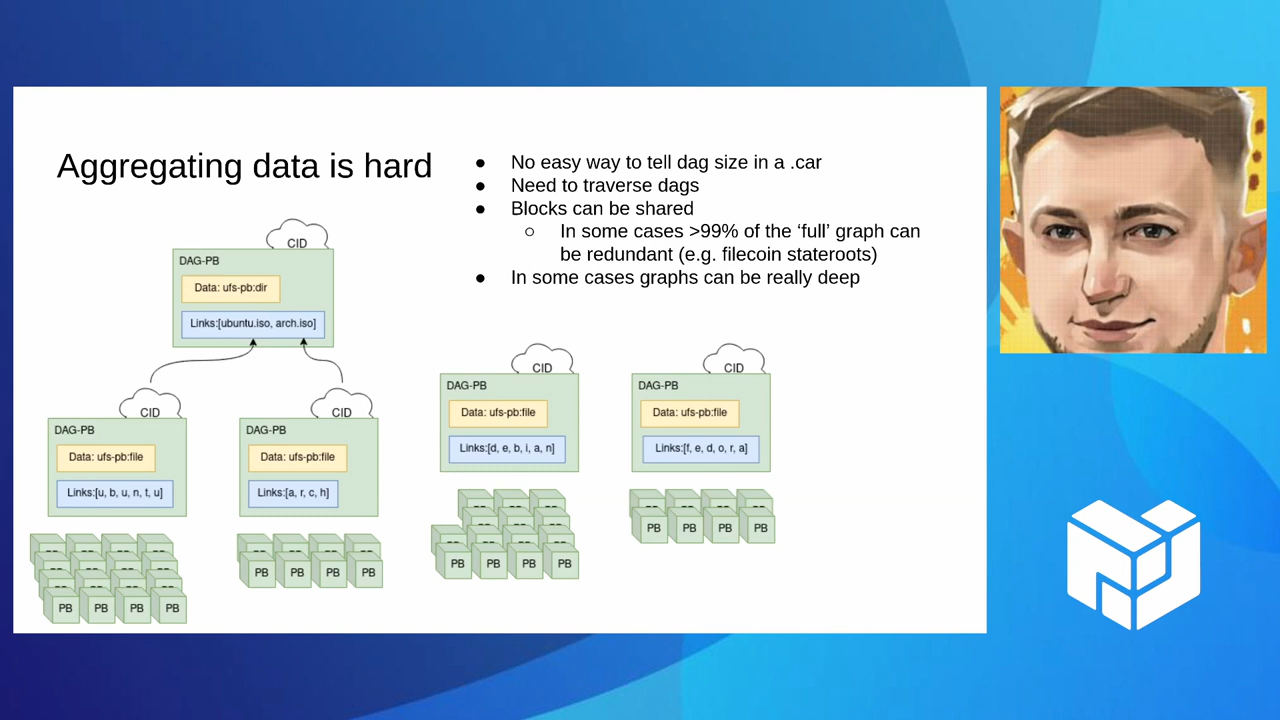 Aggregating data is hard
● No easy way to tell dag size in a .car
● Need to traverse dags
● Blocks can be shared
○ In some cases >99% of the ‘full’ graph can
be redundant (e.g. filecoin stateroots)
● In some cases graphs can be really deep
CID
DAG-PB
Data: ufs-pb:dir
Links:[ubuntu.iso, arch.iso]
CID
DAG-PB
Data: ufs-pb:file
Links:[u, b, u, n, t, u]
PB PB PB PB
CID
DAG-PB
Data: ufs-pb:file
Links:[a, r, c, h]
PB PB PB PB
CID
DAG-PB
Data: ufs-pb:file
Links:[d, e, b, i, a, n]
PB PB PB PB
CID
DAG-PB
Data: ufs-pb:file
Links:[f, e, d, o, r, a]
PB PB PB PB